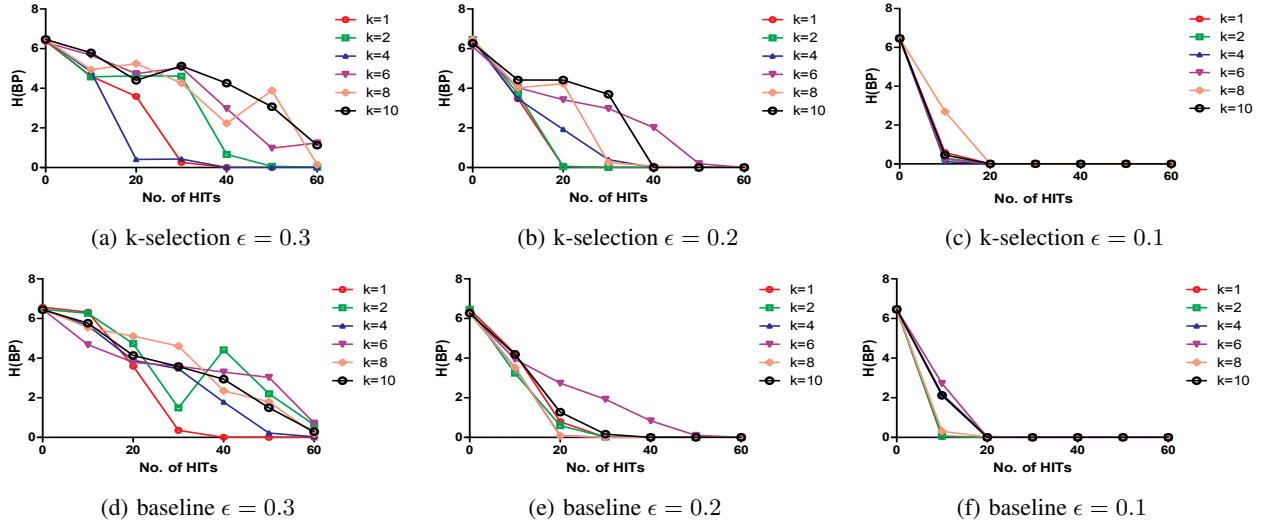 8
6
4
2
0
H(BP)
0 20 40 60
No. of HITs
k=1
k=2
k=4
k=6
k=8
k=10
(a) k-selection ϵ = 0.3
8
6
4
2
0
H(BP)
0 20 40 60
No. of HITs
k=1
k=2
k=4
k=6
k=8
k=10
(b) k-selection ϵ = 0.2
8
6
4
2
0
H(BP)
0 20 40 60
No. of HITs
k=1
k=2
k=4
k=6
k=8
k=10
(c) k-selection ϵ = 0.1
8
6
4
2
0
H(BP)
0 20 40 60
No. of HITs
k=1
k=2
k=4
k=6
k=8
k=10
(d) baseline ϵ = 0.3
8
6
4
2
0
H(BP)
0 20 40 60
No. of HITs
k=1
k=2
k=4
k=6
k=8
k=10
(e) baseline ϵ = 0.2
8
6
4
2
0
H(BP)
0 20 40 60
No. of HITs
k=1
k=2
k=4
k=6
k=8
k=10
(f) baseline ϵ = 0.1